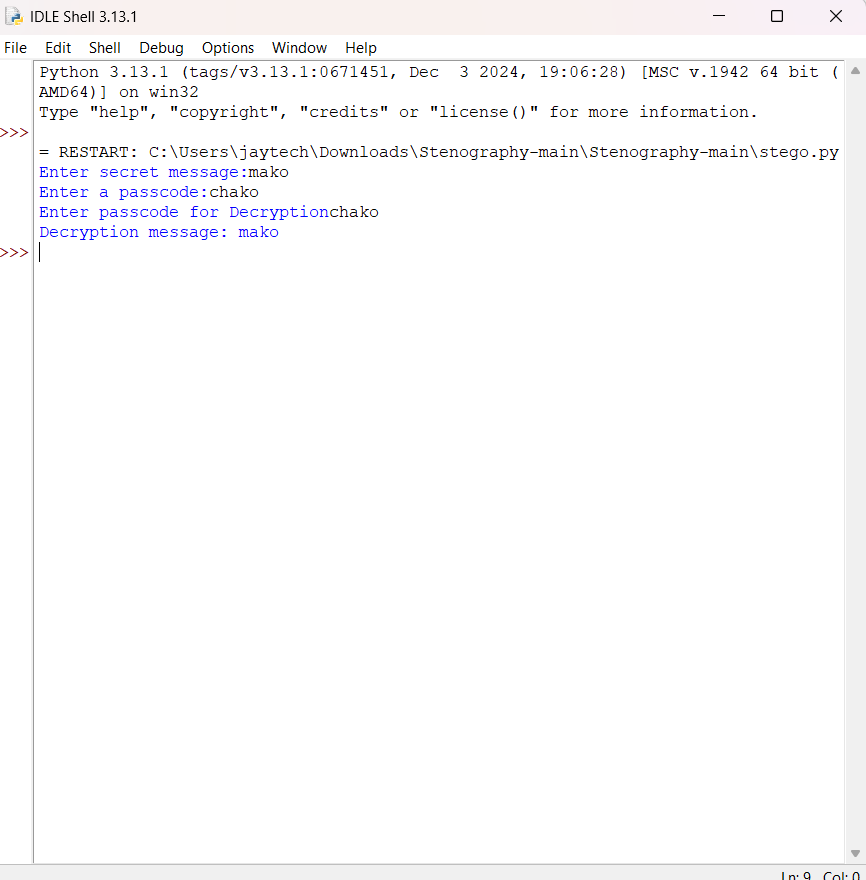 IDLE Shell 3.13.1
File Edit Shell Debug Options Window Help
Python 3.13.1 (tags/v3.13.1:0671451, Dec  3 2024, 19:06:28) [MSC v.1942 64 bit (
AMD64)] on win32
Type "help", "copyright", "credits" or "license()" for more information.
>>>
= RESTART: C:\Users\jaytech\Downloads\Stenography-main\Stenography-main\stego.py
Enter secret message:mako
Enter a passcode:chako
Enter passcode for Decryptionchako
Decryption message: mako
>>>
Ln: 9 Col: 0